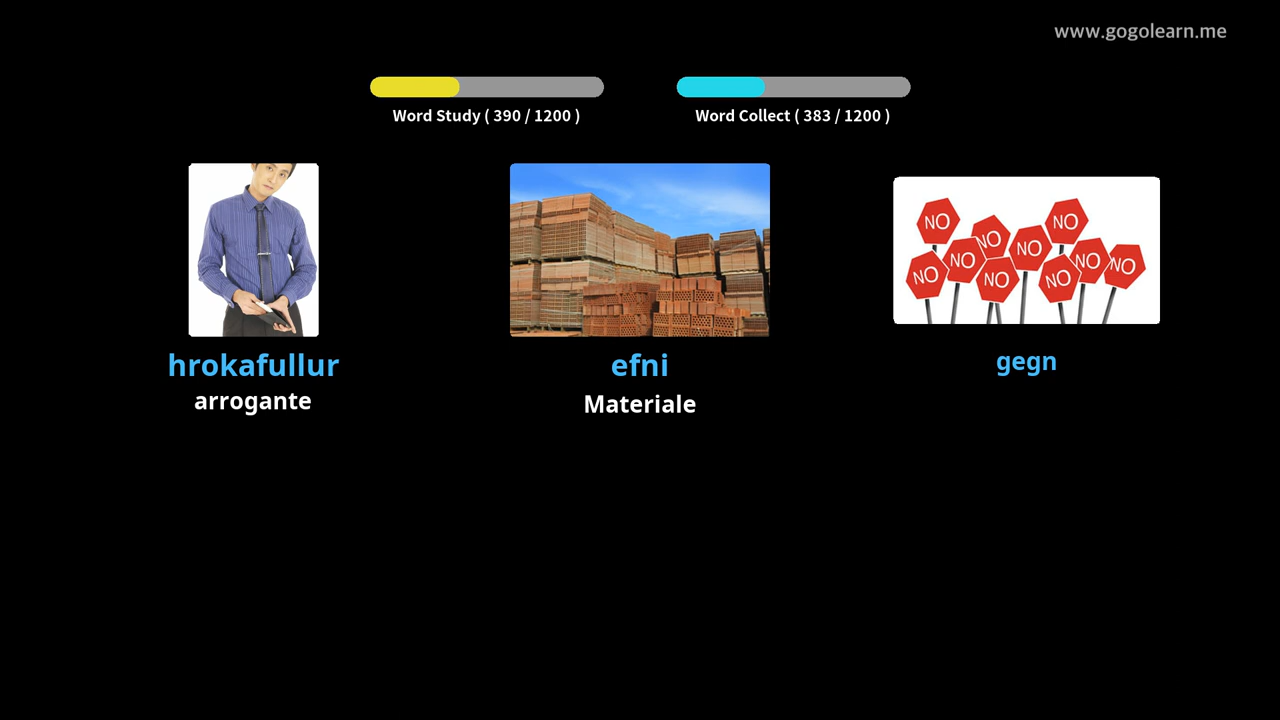 www.gogolearn.me
Word Study ( 390 / 1200 )
Word Collect ( 383 / 1200 )
NO
NO
NO
NO
NO
NO
NO
NO
NO
NO
hrokafullur
efni
gegn
arrogante
Materiale